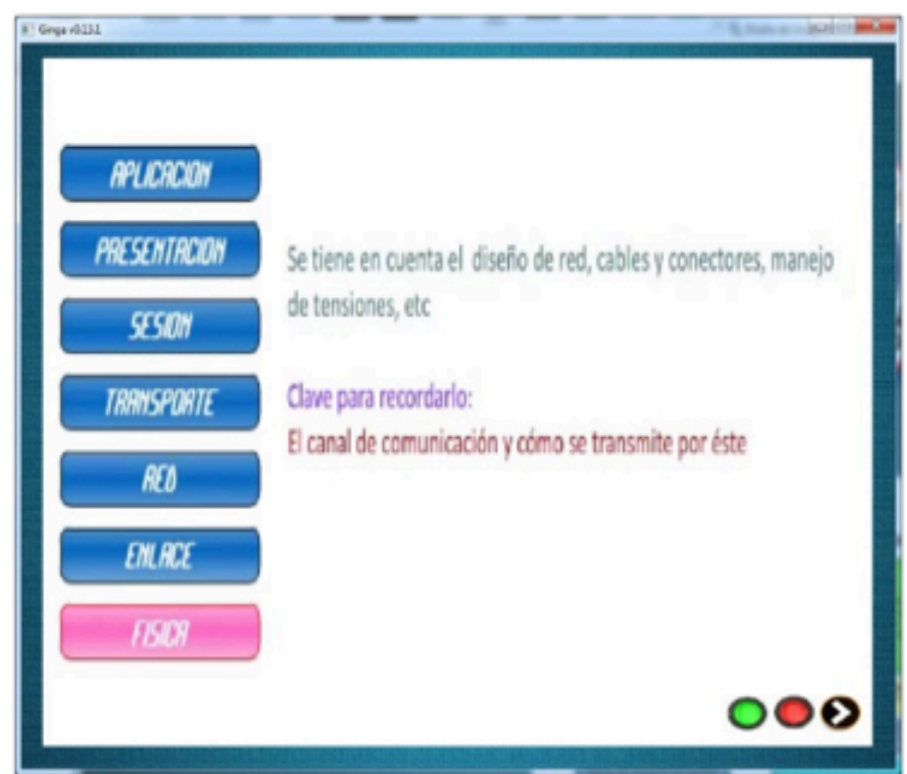 Ginga v0.13.1
APLICACION
PRESENTACION
SESION
TRANSPORTE
RED
ENLACE
FISICA
Se tiene en cuenta el diseño de red, cables y conectores, manejo
de tensiones, etc
Clave para recordarlo:
El canal de comunicación y cómo se transmite por éste